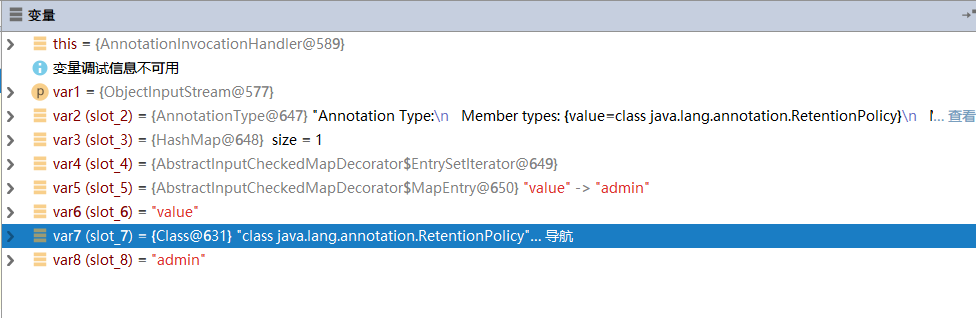 变量
this = {AnnotationInvocationHandler@589}
变量调试信息不可用
p var1 = {ObjectInputStream@577}
var2 (slot_2) = {AnnotationType@647} "Annotation Type:\n   Member types: {value=class java.lang.annotation.RetentionPolicy}\n   M... 查看
var3 (slot_3) = {HashMap@648}  size = 1
var4 (slot_4) = {AbstractInputCheckedMapDecorator$EntrySetIterator@649}
var5 (slot_5) = {AbstractInputCheckedMapDecorator$MapEntry@650} "value" -> "admin"
var6 (slot_6) = "value"
var7 (slot_7) = {Class@631} "class java.lang.annotation.RetentionPolicy"... 导航
var8 (slot_8) = "admin"